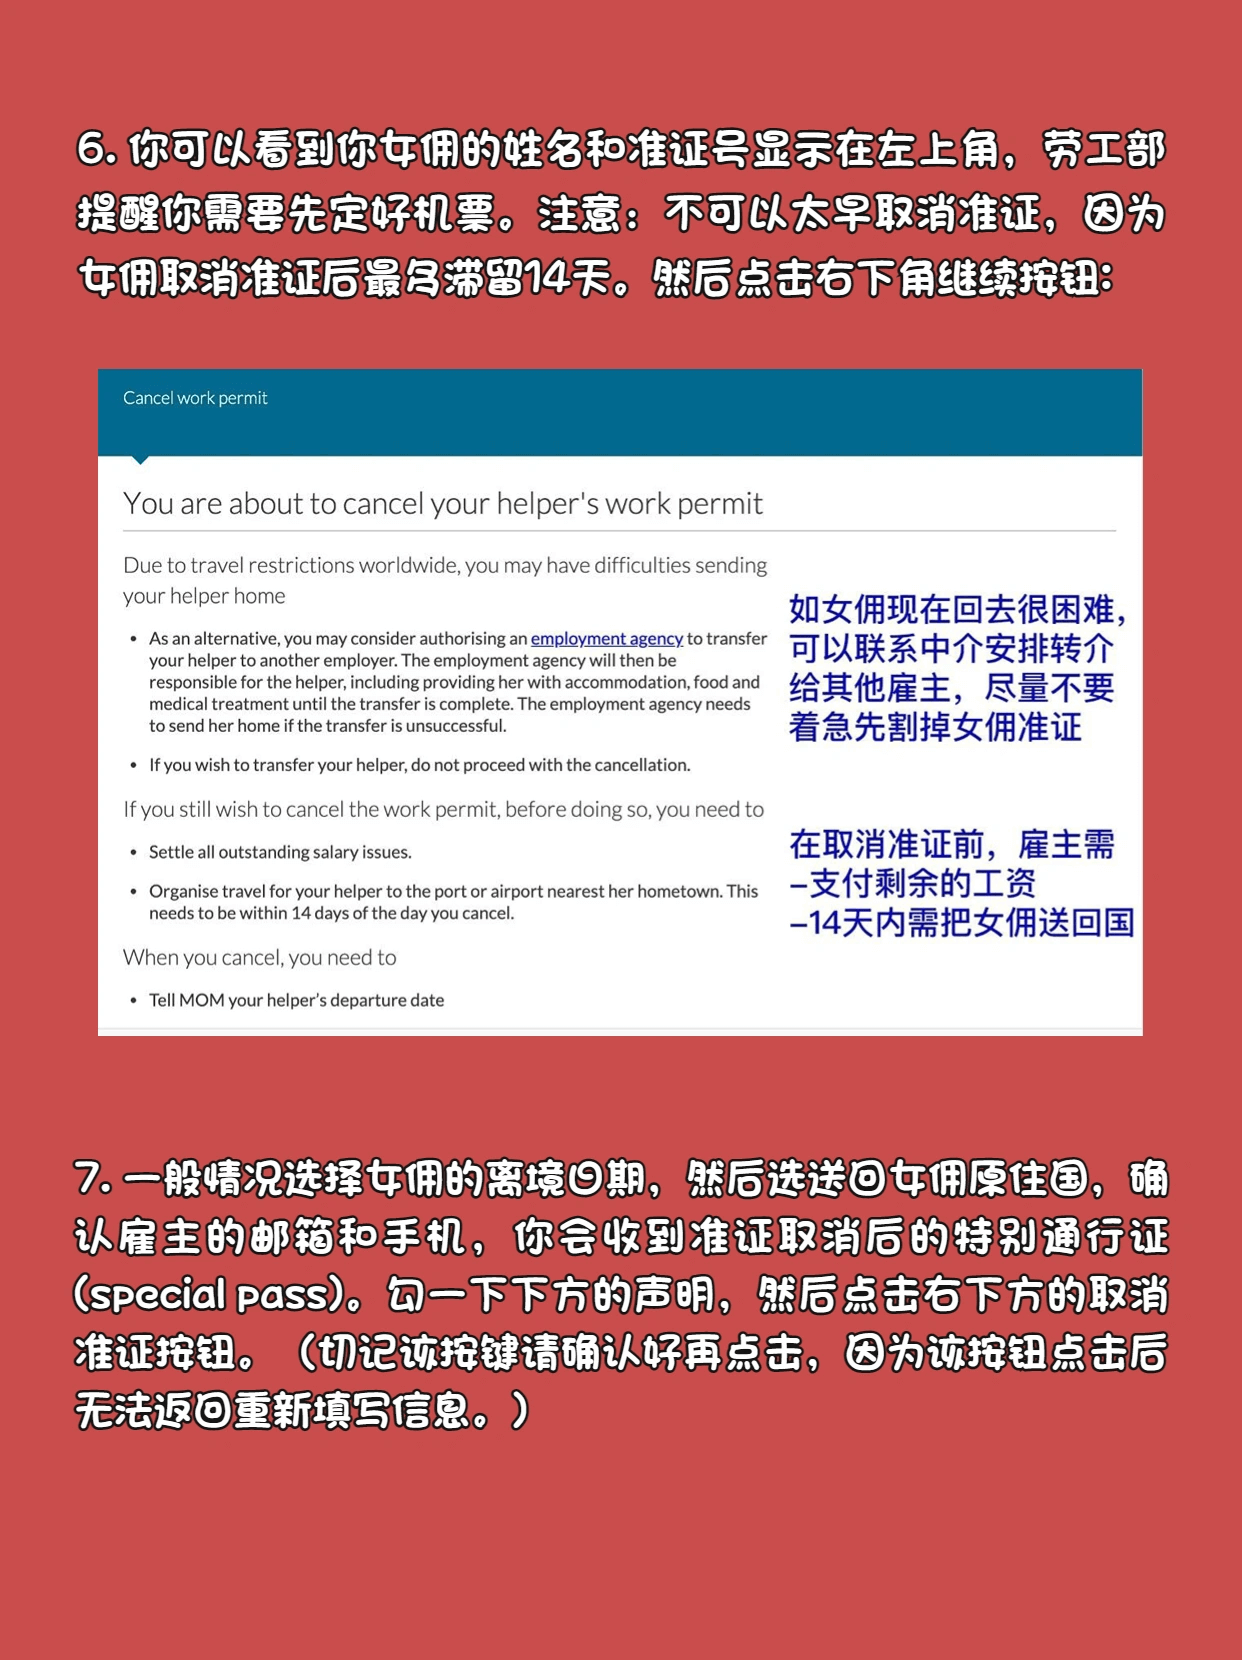 6. 你可以看到你女佣的姓名和准证号显示在左上角，劳工部
提醒你需要先定好机票。注意：不可以太早取消准证，因为
女佣取消准证后最多滞留14天。然后点击右下角继续按钮:
Cancel work permit
You are about to cancel your helper's work permit
Due to travel restrictions worldwide, you may have difficulties sending
your helper home
• As an alternative, you may consider authorising an employment agency to transfer
your helper to another employer. The employment agency will then be
responsible for the helper, including providing her with accommodation, food and
medical treatment until the transfer is complete. The employment agency needs
to send her home if the transfer is unsuccessful.
• If you wish to transfer your helper, do not proceed with the cancellation.
如女佣现在回去很困难，
可以联系中介安排转介
给其他雇主，尽量不要
着急先割掉女佣准证
If you still wish to cancel the work permit, before doing so, you need to
• Settle all outstanding salary issues.
• Organise travel for your helper to the port or airport nearest her hometown. This
needs to be within 14 days of the day you cancel.
在取消准证前，雇主需
–支付剩余的工资
–14天内需把女佣送回国
When you cancel, you need to
• Tell MOM your helper’s departure date
7. 一般情况选择女佣的离境日期，然后选送回女佣原住国，确
认雇主的邮箱和手机，你会收到准证取消后的特别通行证
(special pass)。勾一下下方的声明，然后点击右下方的取消
准证按钮。（切记该按键请确认好再点击，因为该按钮点击后
无法返回重新填写信息。）